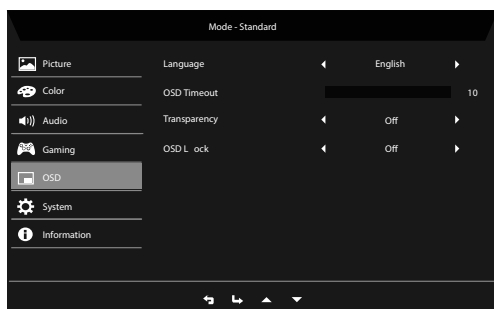 Mode - Standard
Picture
Language English
Color
OSD Timeout 10
Audio
Transparency Off
Gaming
OSD L ock Off
OSD
System
Information